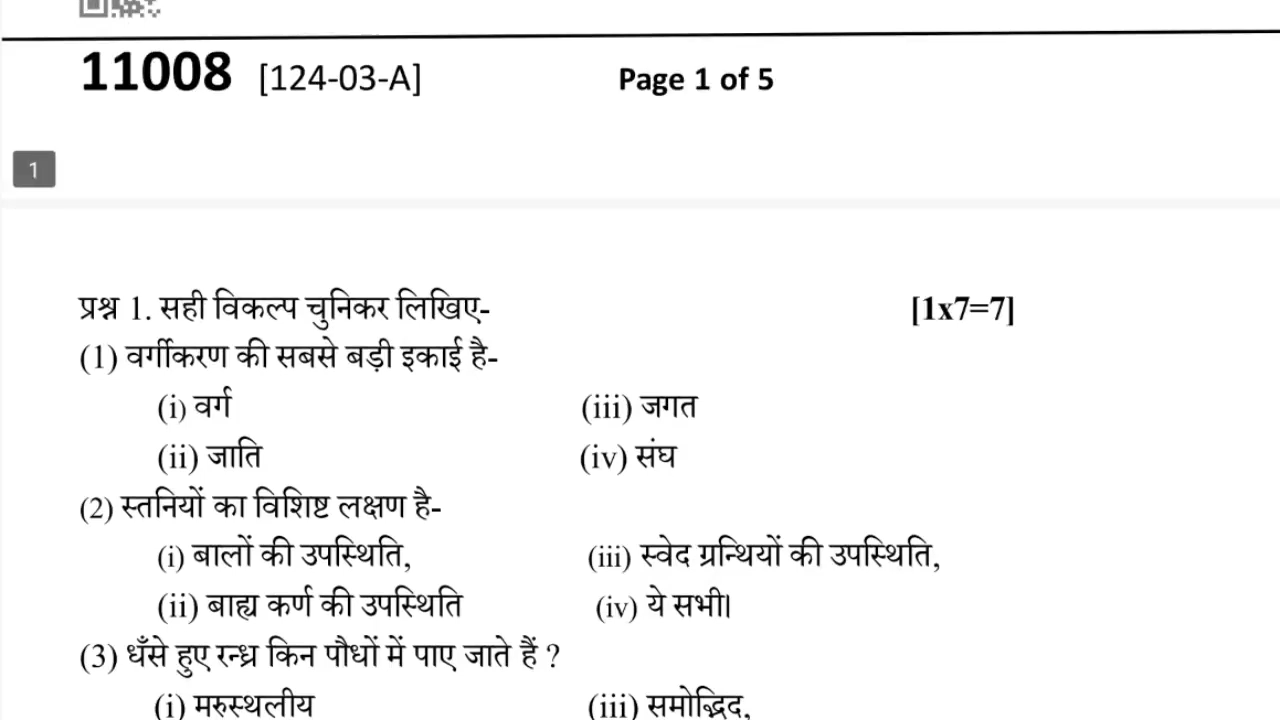 11008 [124-03-A] Page 1 of 5
1
प्रश्न 1. सही विकल्प चुनिकर लिखिए- [1x7=7]
(1) वर्गीकरण की सबसे बड़ी इकाई है-
(i) वर्ग (iii) जगत
(ii) जाति (iv) संघ
(2) स्तनियों का विशिष्ट लक्षण है-
(i) बालों की उपस्थिति, (iii) स्वेद ग्रन्थियों की उपस्थिति,
(ii) बाह्य कर्ण की उपस्थिति (iv) ये सभी।
(3) धँसे हुए रन्ध्र किन पौधों में पाए जाते हैं ?
(i) मरुस्थलीय (iii) समोद्भिद,